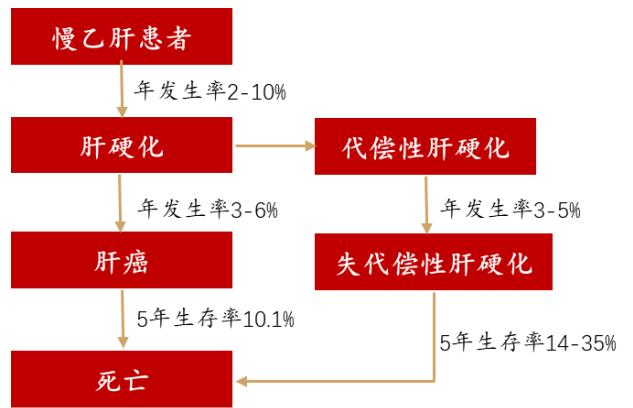 慢乙肝患者
年发生率2-10%
肝硬化
代偿性肝硬化
年发生率3-6%
年发生率3-5%
肝癌
失代偿性肝硬化
5年生存率10.1%
5年生存率14-35%
死亡